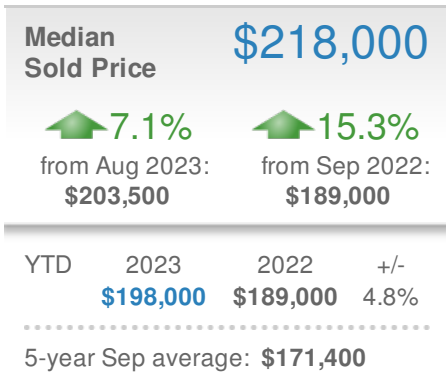 Median
Sold Price
$218,000
7.1%
from Aug 2023:
$203,500
15.3%
from Sep 2022:
$189,000
YTD 2023 2022 +/-
$198,000 $189,000 4.8%
5-year Sep average: $171,400